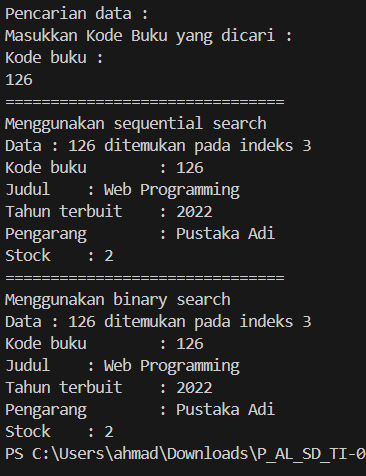 Pencarian data :
Masukkan Kode Buku yang dicari :
Kode buku :
126
===============================
Menggunakan sequential search
Data : 126 ditemukan pada indeks 3
Kode buku        : 126
Judul    : Web Programming
Tahun terbuit    : 2022
Pengarang        : Pustaka Adi
Stock    : 2
===============================
Menggunakan binary search
Data : 126 ditemukan pada indeks 3
Kode buku        : 126
Judul    : Web Programming
Tahun terbuit    : 2022
Pengarang        : Pustaka Adi
Stock    : 2
PS C:\Users\ahmad\Downloads\P_AL_SD_TI-0